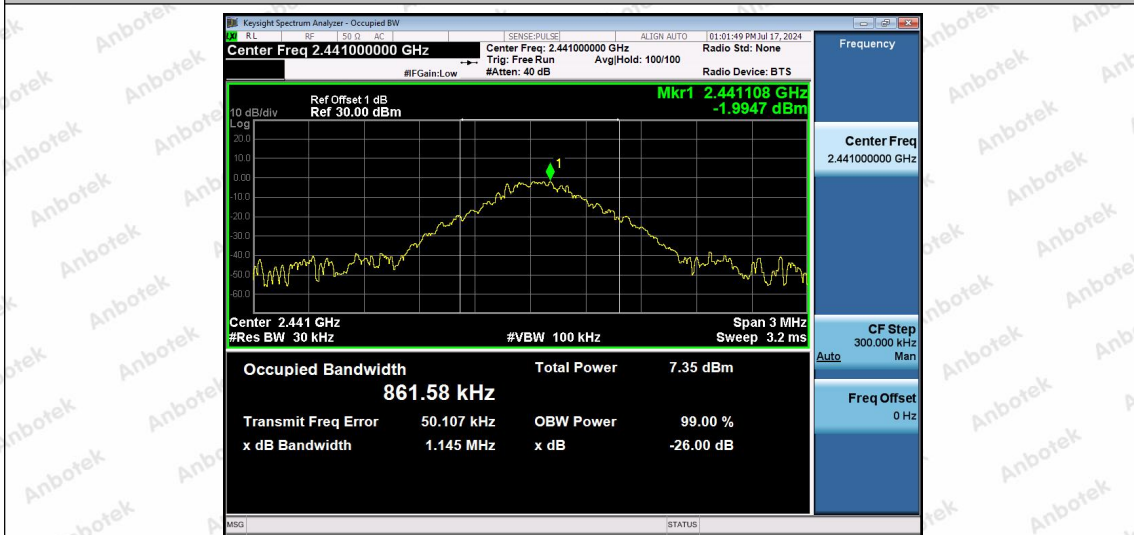 Keysight Spectrum Analyzer - Occupied BW
RL RF 50 Ω AC SENSE:PULSE ALIGN AUTO 01:01:49 PM Jul 17, 2024
Center Freq 2.441000000 GHz
Center Freq: 2.441000000 GHz Radio Std: None
Trig: Free Run Avg|Hold: 100/100
#IFGain:Low #Atten: 40 dB Radio Device: BTS
Frequency
Mkr1 2.441108 GHz
-1.9947 dBm
Ref Offset 1 dB
10 dB/div Ref 30.00 dBm
Log
20.0
10.0
0.00
-10.0
-20.0
-30.0
-40.0
-50.0
-60.0
1
Center 2.441 GHz Span 3 MHz
#Res BW 30 kHz #VBW 100 kHz Sweep 3.2 ms
Center Freq
2.441000000 GHz
CF Step
300.000 kHz
Auto Man
Freq Offset
0 Hz
Occupied Bandwidth Total Power 7.35 dBm
861.58 kHz
Transmit Freq Error 50.107 kHz OBW Power 99.00 %
x dB Bandwidth 1.145 MHz x dB -26.00 dB
MSG STATUS
Anbotek